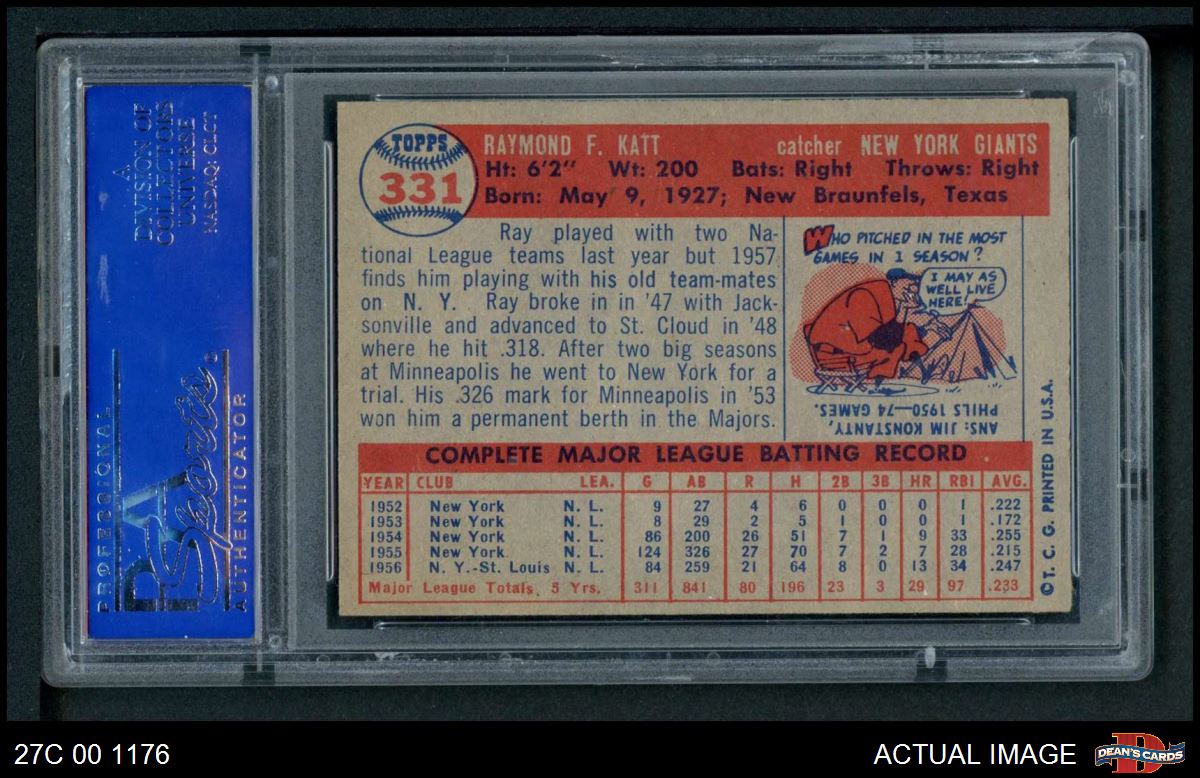 A
DIVISION OF
COLLECTORS
UNIVERSE
NASDAQ: CLCT
PROFESSIONAL
PSA
Sports
AUTHENTICATOR
TOPPS
331
RAYMOND F. KATT catcher NEW YORK GIANTS
Ht: 6'2" Wt: 200 Bats: Right Throws: Right
Born: May 9, 1927; New Braunfels, Texas
Ray played with two Na-
tional League teams last year but 1957
finds him playing with his old team-mates
on N. Y. Ray broke in in '47 with Jack-
sonville and advanced to St. Cloud in '48
where he hit .318. After two big seasons
at Minneapolis he went to New York for a
trial. His .326 mark for Minneapolis in '53
won him a permanent berth in the Majors.
WHO PITCHED IN THE MOST
GAMES IN 1 SEASON?
I MAY AS
WELL LIVE
HERE!
ANS: JIM KONSTANTY,
PHILS 1950—74 GAMES.
COMPLETE MAJOR LEAGUE BATTING RECORD
YEAR CLUB LEA. G AB R H 2B 3B HR RBI AVG.
1952 New York N. L. 9 27 4 6 0 0 0 1 .222
1953 New York N. L. 8 29 2 5 1 0 0 1 .172
1954 New York N. L. 86 200 26 51 7 1 9 33 .255
1955 New York N. L. 124 326 27 70 7 2 7 28 .215
1956 N. Y.-St. Louis N. L. 84 259 21 64 8 0 13 34 .247
Major League Totals 5 Yrs. 311 841 80 196 23 3 29 97 .233
©T. C. G. PRINTED IN U.S.A.
27C 00 1176
ACTUAL IMAGE
DEAN'S CARDS